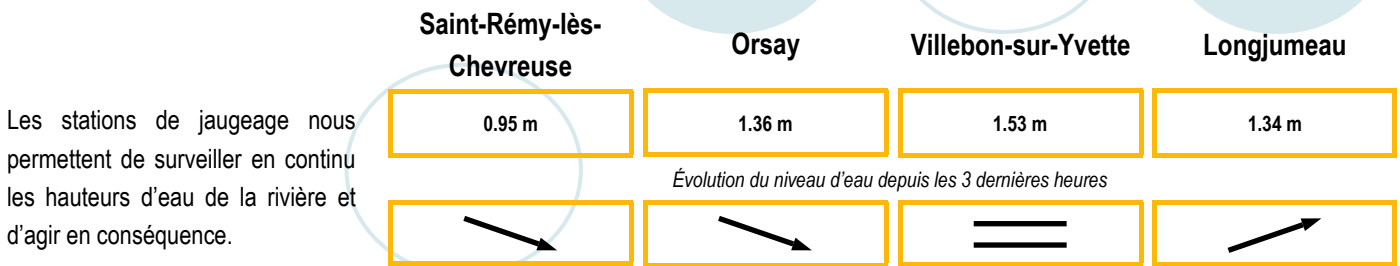 Saint-Rémy-lès-
Chevreuse
Orsay
Villebon-sur-Yvette
Longjumeau
Les stations de jaugeage nous
permettent de surveiller en continu
les hauteurs d'eau de la rivière et
d'agir en conséquence.
0.95 m
1.36 m
1.53 m
1.34 m
Évolution du niveau d'eau depuis les 3 dernières heures